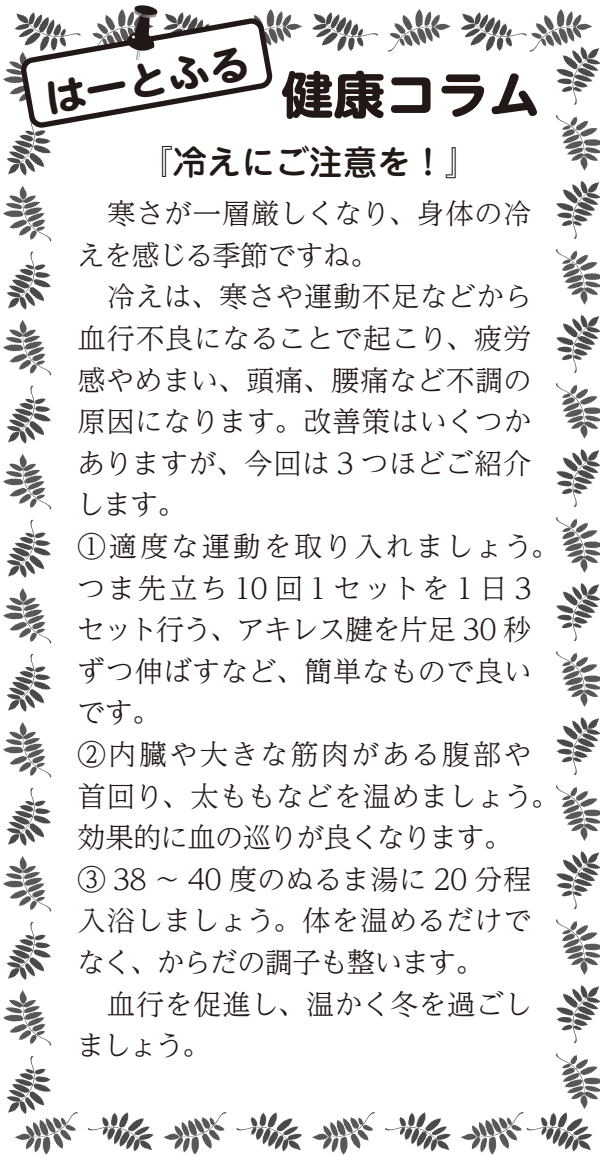 はーとふる
健康コラム
『冷えにご注意を！』
　寒さが一層厳しくなり、身体の冷
えを感じる季節ですね。
　冷えは、寒さや運動不足などから
血行不良になることで起こり、疲労
感やめまい、頭痛、腰痛など不調の
原因になります。改善策はいくつか
ありますが、今回は３つほどご紹介
します。
①適度な運動を取り入れましょう。
つま先立ち 10 回 1 セットを 1 日 3
セット行う、アキレス腱を片足 30 秒
ずつ伸ばすなど、簡単なもので良い
です。
②内臓や大きな筋肉がある腹部や
首回り、太ももなどを温めましょう。
効果的に血の巡りが良くなります。
③ 38 ～ 40 度のぬるま湯に 20 分程
入浴しましょう。体を温めるだけで
なく、からだの調子も整います。
　血行を促進し、温かく冬を過ごし
ましょう。